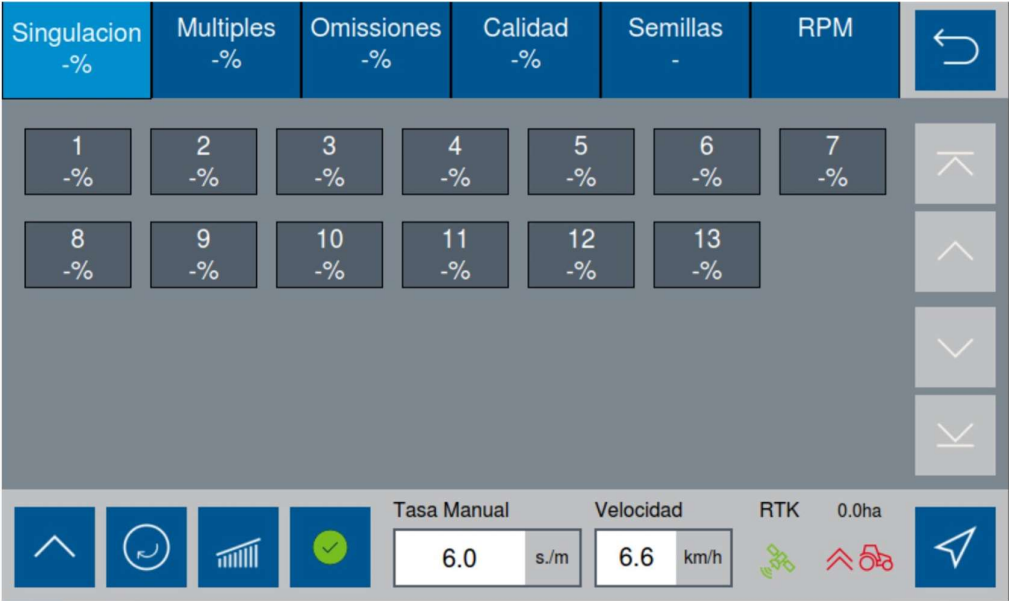 Singulacion
-%
Multiples
-%
Omissiones
-%
Calidad
-%
Semillas
-
RPM
1
-%
2
-%
3
-%
4
-%
5
-%
6
-%
7
-%
8
-%
9
-%
10
-%
11
-%
12
-%
13
-%
Tasa Manual
6.0 s./m
Velocidad
6.6 km/h
RTK
0.0ha